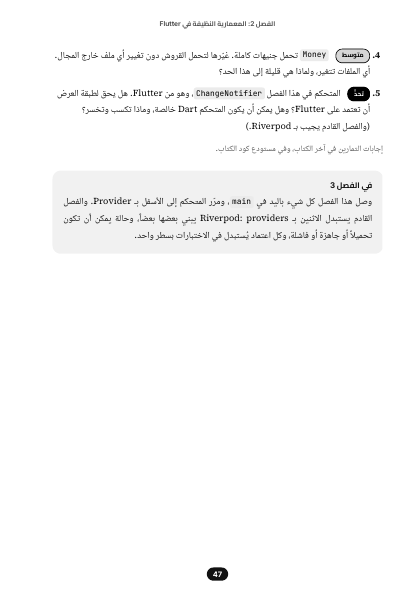 الفصل 2: المعمارية النظيفة في Flutter
4. متوسط Money تحمل جنيهات كاملة. غيّرها لتحمل القروش دون تغيير أي ملف خارج المجال.
أي الملفات تتغير، ولماذا هي قليلة إلى هذا الحد؟
5. تحدٍّ المتحكم في هذا الفصل ChangeNotifier، وهو من Flutter. هل يحق لطبقة العرض
أن تعتمد على Flutter؟ وهل يمكن أن يكون المتحكم Dart خالصة، وماذا تكسب وتخسر؟
(والفصل القادم يجيب بـ Riverpod.)
إجابات التمارين في آخر الكتاب، وفي مستودع كود الكتاب.
في الفصل 3
وصل هذا الفصل كل شيء باليد في main، ومرّر المتحكم إلى الأسفل بـ Provider. والفصل
القادم يستبدل الاثنين بـ Riverpod: providers يبني بعضها بعضاً، وحالة يمكن أن تكون
تحميلاً أو جاهزة أو فاشلة، وكل اعتماد يُستبدل في الاختبارات بسطر واحد.
47